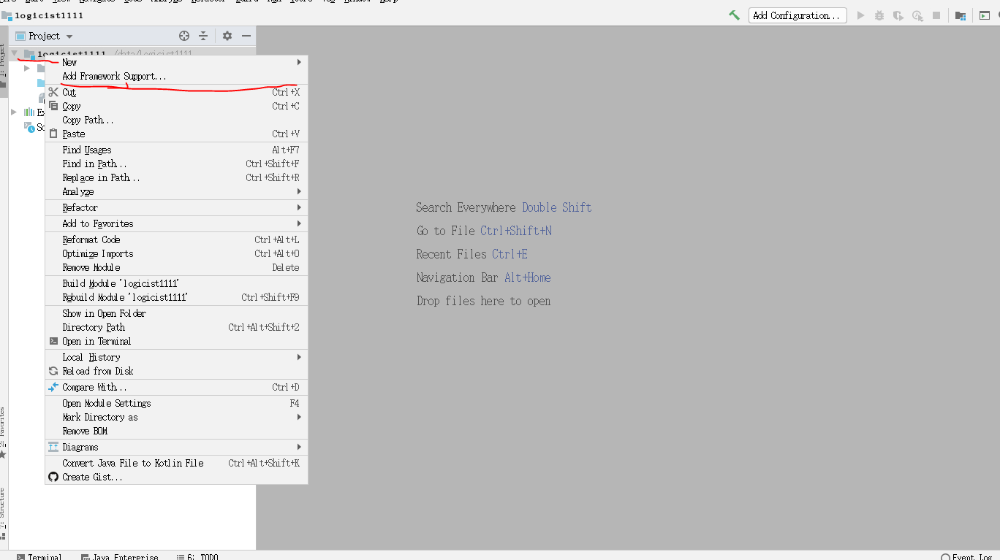 logicist1111
Add Configuration...
Project
logicist1111 /data/Logicist1111
1: Project
New
Add Framework Support...
Cut Ctrl+X
Copy Ctrl+C
Copy Path...
Paste Ctrl+V
Find Usages Alt+F7
Find in Path... Ctrl+Shift+F
Replace in Path... Ctrl+Shift+R
Analyze
Refactor
Add to Favorites
Reformat Code Ctrl+Alt+L
Optimize Imports Ctrl+Alt+O
Remove Module Delete
Build Module 'logicist1111'
Rebuild Module 'logicist1111' Ctrl+Shift+F9
Show in Open Folder
Directory Path Ctrl+Alt+Shift+2
Open in Terminal
Local History
Reload from Disk
Compare With... Ctrl+D
Open Module Settings F4
Mark Directory as
Remove BOM
Diagrams
Convert Java File to Kotlin File Ctrl+Alt+Shift+K
Create Gist...
Ex
Sc
Search Everywhere Double Shift
Go to File Ctrl+Shift+N
Recent Files Ctrl+E
Navigation Bar Alt+Home
Drop files here to open
2: Favorites
7: Structure
Terminal
Java Enterprise
6: TODO
Event Log